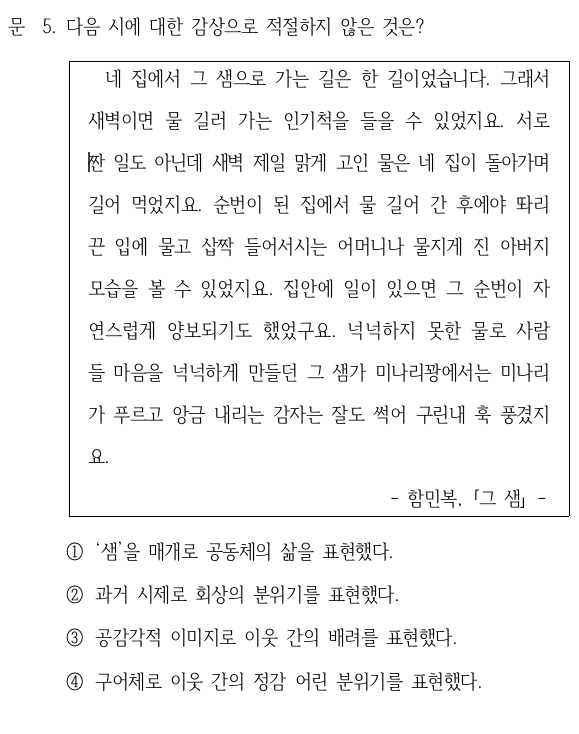 문 5. 다음 시에 대한 감상으로 적절하지 않은 것은?
네 집에서 그 샘으로 가는 길은 한 길이었습니다. 그래서
새벽이면 물 길러 가는 인기척을 들을 수 있었지요. 서로
짠 일도 아닌데 새벽 제일 맑게 고인 물은 네 집이 돌아가며
길어 먹었지요. 순번이 된 집에서 물 길어 간 후에야 똬리
끈 입에 물고 삽짝 들어서시는 어머니나 물지게 진 아버지
모습을 볼 수 있었지요. 집안에 일이 있으면 그 순번이 자
연스럽게 양보되기도 했었구요. 넉넉하지 못한 물로 사람
들 마음을 넉넉하게 만들던 그 샘가 미나리꽝에서는 미나리
가 푸르고 앙금 내리는 감자는 잘도 썩어 구린내 훅 풍겼지
요.
- 함민복, 「그 샘」 -
① ‘샘’을 매개로 공동체의 삶을 표현했다.
② 과거 시제로 회상의 분위기를 표현했다.
③ 공감각적 이미지로 이웃 간의 배려를 표현했다.
④ 구어체로 이웃 간의 정감 어린 분위기를 표현했다.